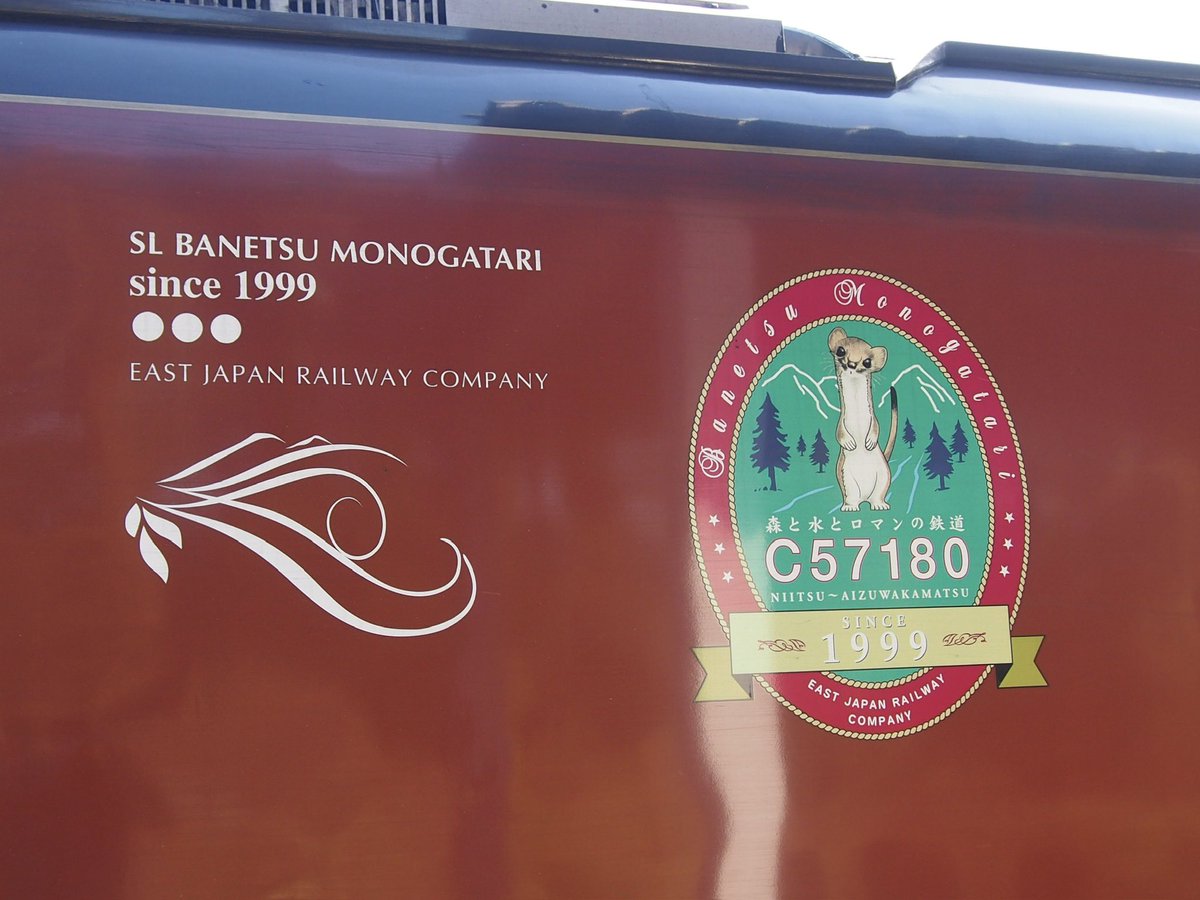 SL BANETSU MONOGATARI
since 1999
EAST JAPAN RAILWAY COMPANY
Banetsu Monogatari
森と水とロマンの鉄道
C57180
NIITSU~AIZUWAKAMATSU
SINCE
1999
EAST JAPAN RAILWAY
COMPANY